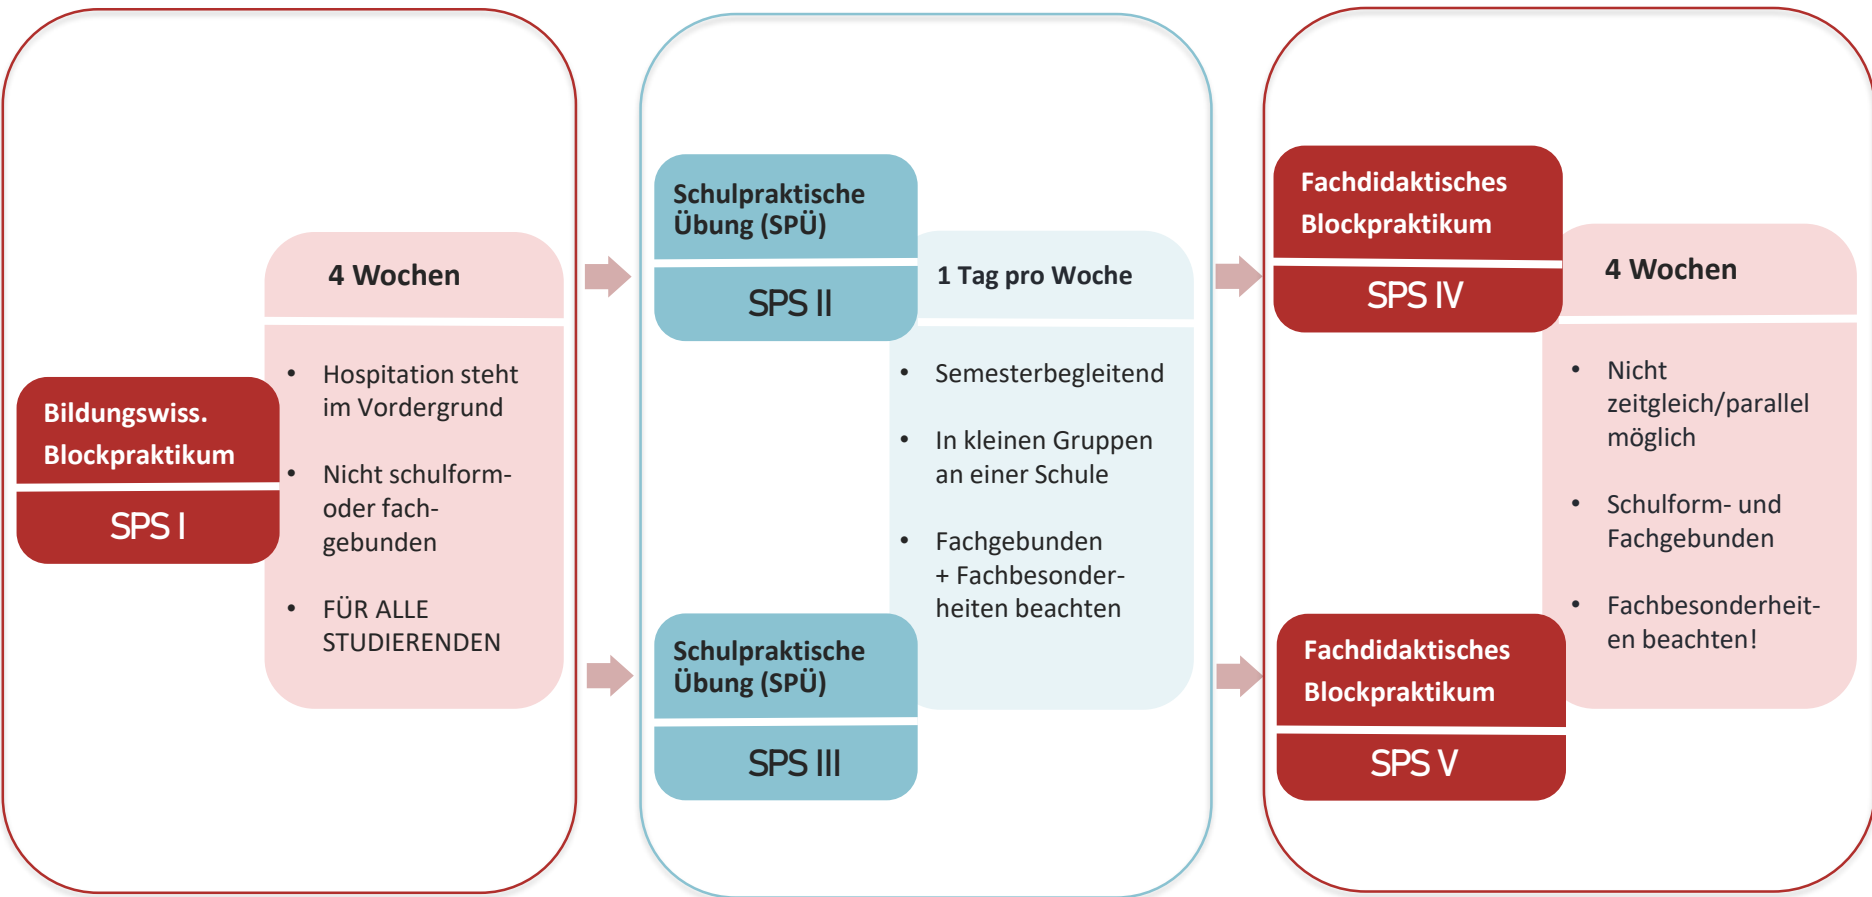 Bildungswiss.
Blockpraktikum
SPS I
4 Wochen
• Hospitation steht
im Vordergrund
• Nicht schulform-
oder fach-
gebunden
• FÜR ALLE
STUDIERENDEN
Schulpraktische
Übung (SPÜ)
SPS II
Schulpraktische
Übung (SPÜ)
SPS III
1 Tag pro Woche
• Semesterbegleitend
• In kleinen Gruppen
an einer Schule
• Fachgebunden
+ Fachbesonder-
heiten beachten
Fachdidaktisches
Blockpraktikum
SPS IV
Fachdidaktisches
Blockpraktikum
SPS V
4 Wochen
• Nicht
zeitgleich/parallel
möglich
• Schulform- und
Fachgebunden
• Fachbesonderheit-
en beachten!